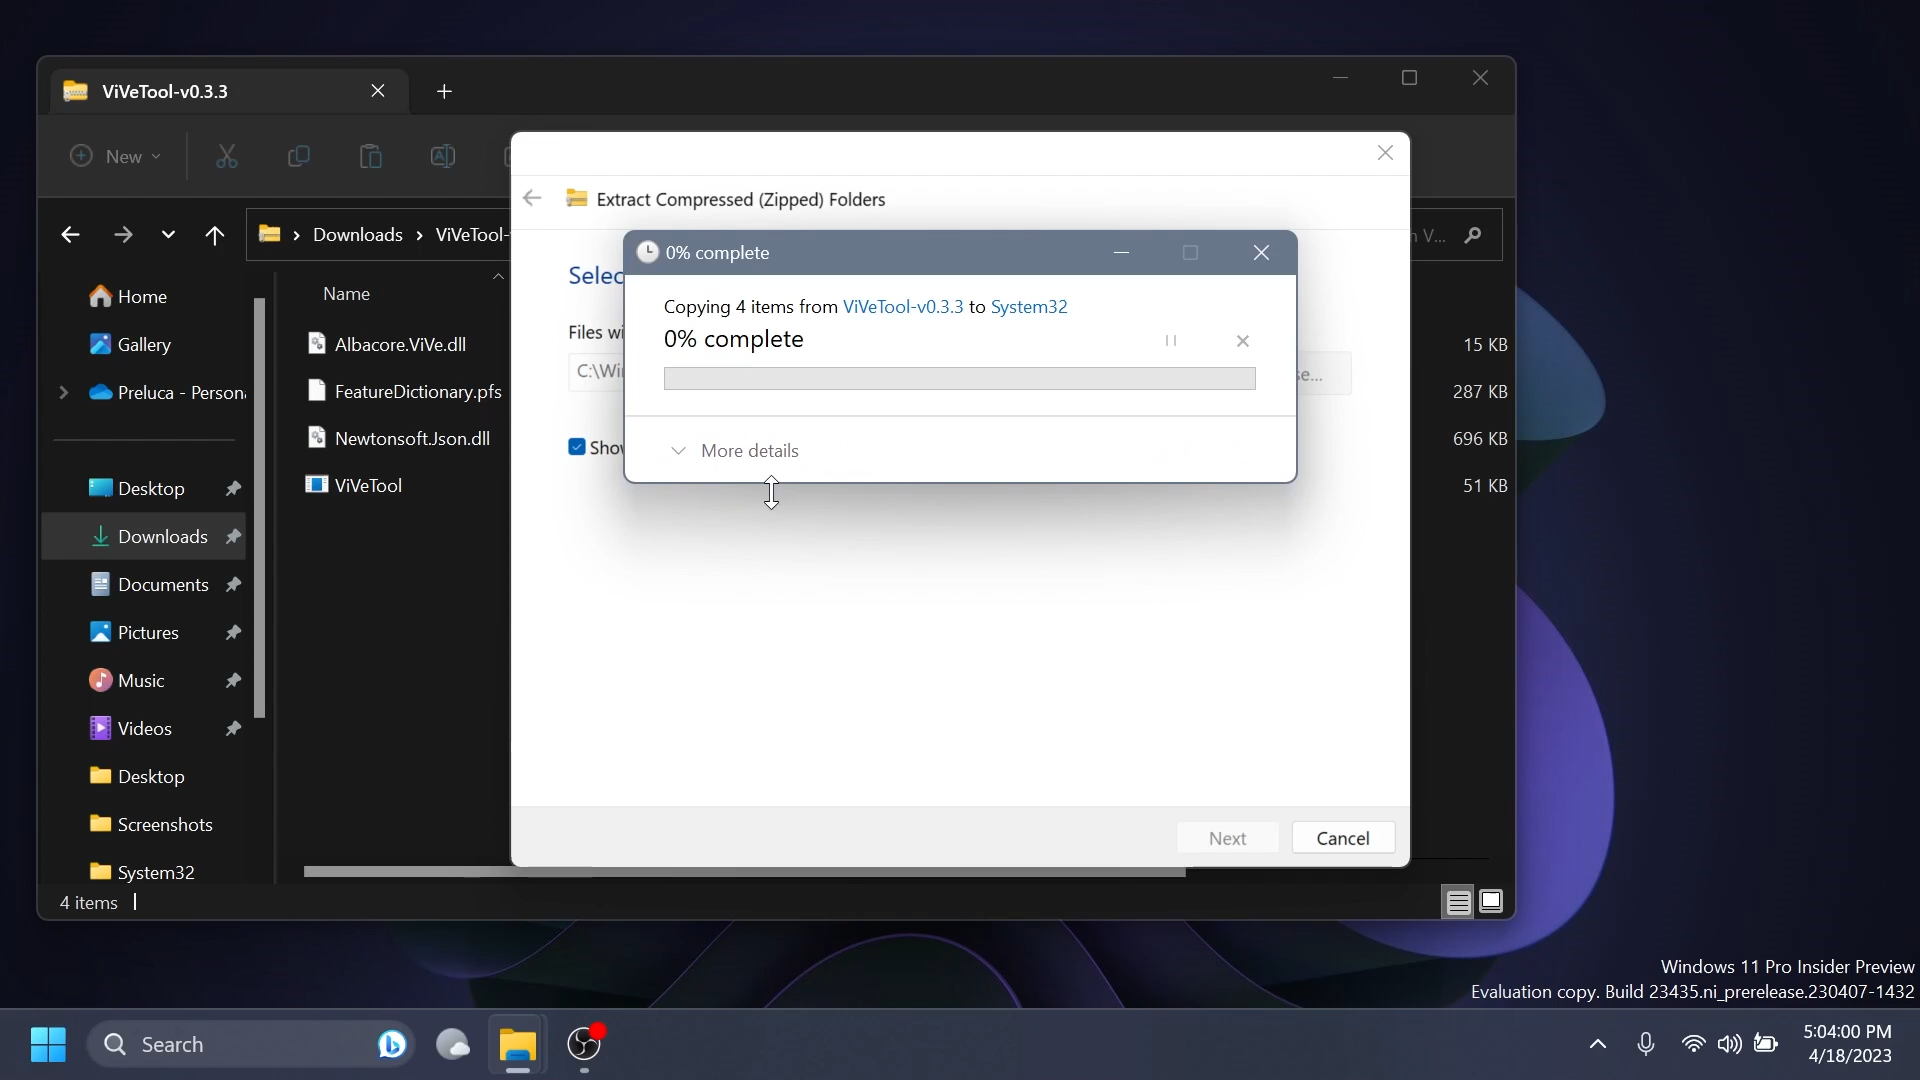 ViVeTool-v0.3.3
New
Extract Compressed (Zipped) Folders
Downloads
ViVeTool-
0% complete
Copying 4 items from ViVeTool-v0.3.3 to System32
0% complete
More details
Home
Gallery
Preluca - Persona
Desktop
Downloads
Documents
Pictures
Music
Videos
Desktop
Screenshots
System32
Name
Albacore.ViVe.dll
15 KB
FeatureDictionary.pfs
287 KB
Newtonsoft.Json.dll
696 KB
ViVeTool
51 KB
Selec
Files wi
C:\Wi
se...
Show
Next
Cancel
4 items
Windows 11 Pro Insider Preview
Evaluation copy. Build 23435.ni_prerelease.230407-1432
Search
5:04:00 PM
4/18/2023